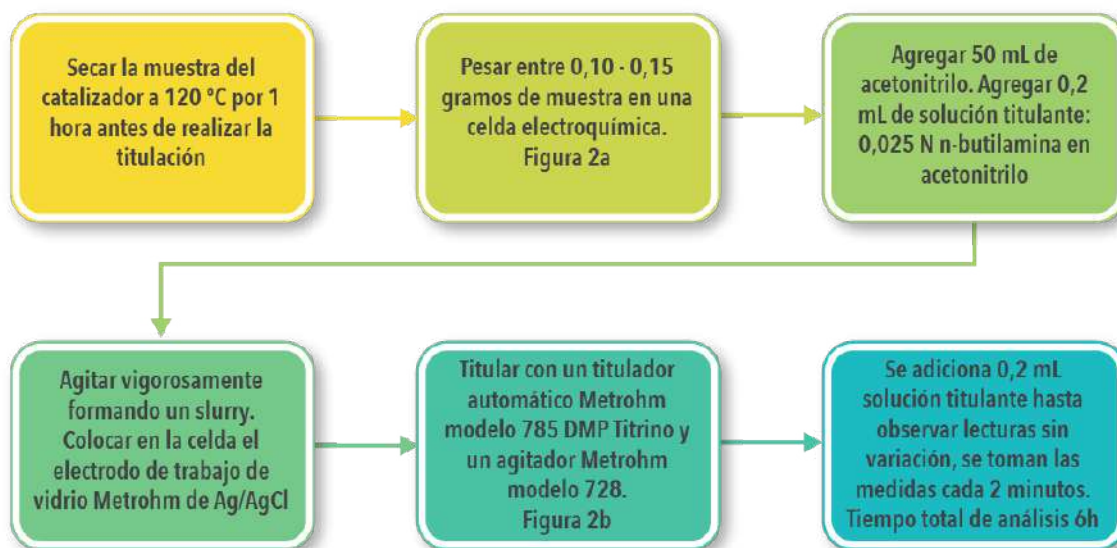 Secar la muestra del
catalizador a 120 °C por 1
hora antes de realizar la
titulación
Pesar entre 0,10 - 0,15
gramos de muestra en una
celda electroquímica.
Figura 2a
Agregar 50 mL de
acetonitrilo. Agregar 0,2
mL de solución titulante:
0,025 N n-butilamina en
acetonitrilo
Agitar vigorosamente
formando un slurry.
Colocar en la celda el
electrodo de trabajo de
vidrio Metrohm de Ag/AgCl
Titular con un titulador
automático Metrohm
modelo 785 DMP Titrino y
un agitador Metrohm
modelo 728.
Figura 2b
Se adiciona 0,2 mL
solución titulante hasta
observar lecturas sin
variación, se toman las
medidas cada 2 minutos.
Tiempo total de análisis 6h